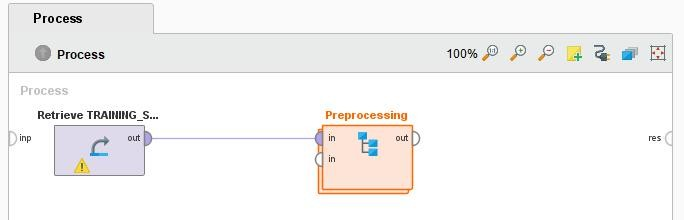 Process
Process
100%
Process
Retrieve TRAINING_S...
Preprocessing
inp
out
in
out
res
in